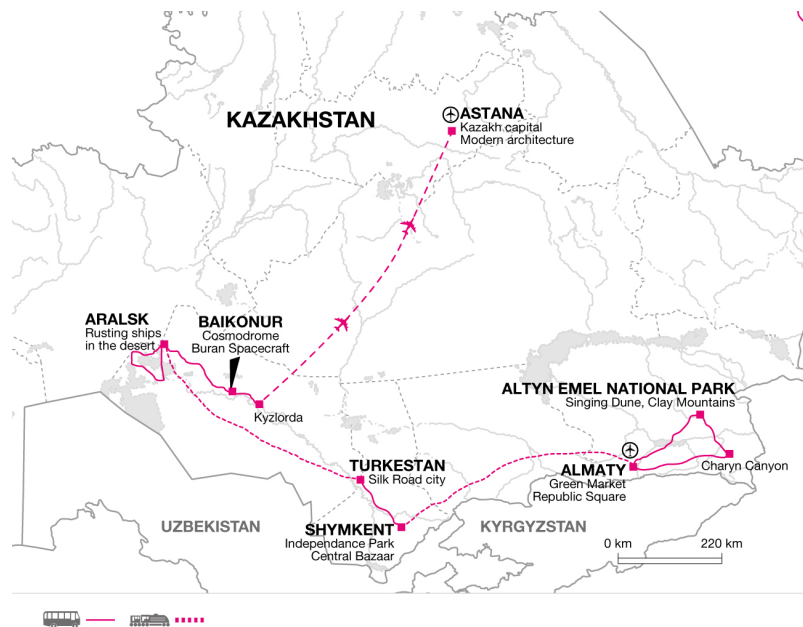 KAZAKHSTAN
ASTANA
Kazakh capital
Modern architecture
ARALSK
Rusting ships
in the desert
BAIKONUR
Cosmodrome
Buran Spacecraft
Kyzlorda
ALTYN EMEL NATIONAL PARK
Singing Dune, Clay Mountains
TURKESTAN
Silk Road city
ALMATY
Green Market
Republic Square
Charyn Canyon
SHYMKENT
Independance Park
Central Bazaar
UZBEKISTAN
KYRGYZSTAN
0 km 220 km